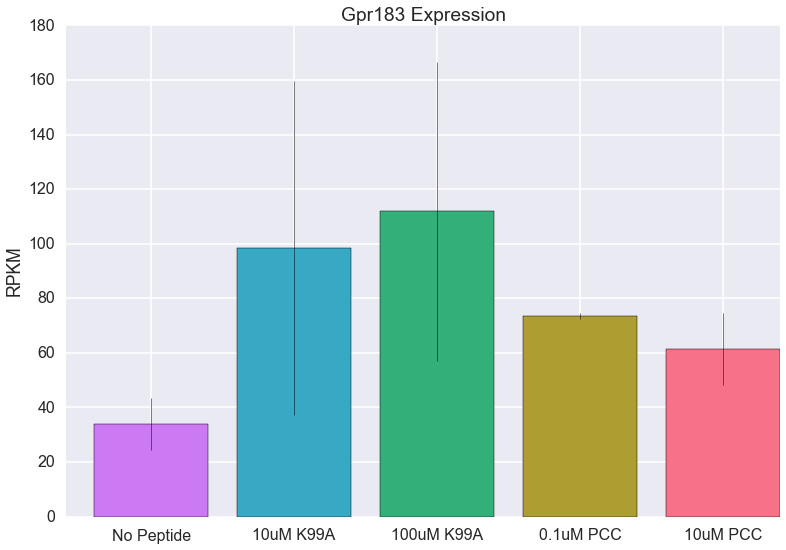 Gpr183 Expression
180
160
140
120
100
80
60
40
20
0
RPKM
No Peptide
10uM K99A
100uM K99A
0.1uM PCC
10uM PCC